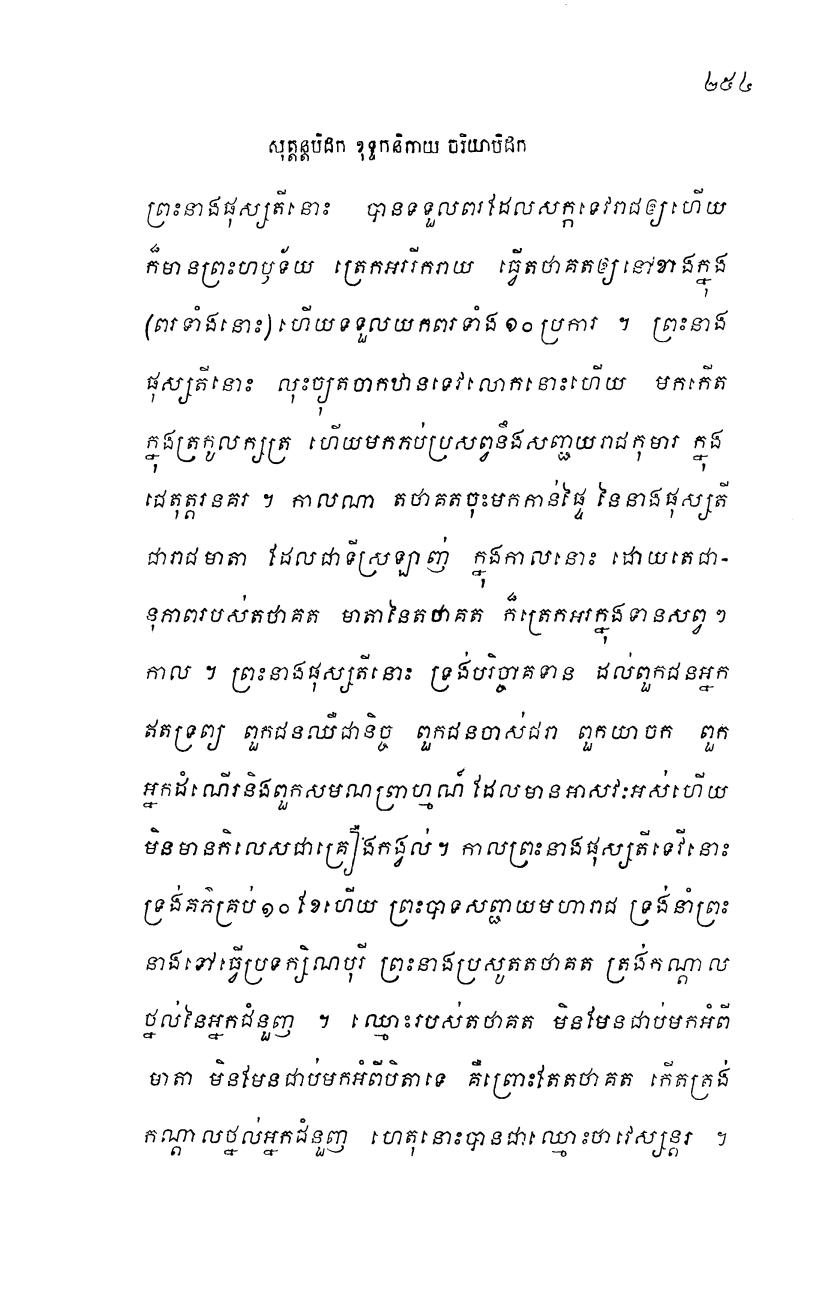 ២៥៤
សុត្តន្តបិដក ខុទ្ទកនិកាយ ចរិយាបិដក
ព្រះនាងផុស្សតីនោះ បានទទួលពរដែលសក្កទេវរាជឲ្យហើយ
ក៏មានព្រះហឫទ័យ ត្រេកអររីករាយ ធ្វើតថាគតឲ្យនៅខាងក្នុង
(ពរទាំងនោះ) ហើយទទួលយកពរទាំង ១០ ប្រការ ។ ព្រះនាង
ផុស្សតីនោះ លុះច្យុតចាកឋានទេវលោកនោះហើយ មកកើត
ក្នុងត្រកូលក្សត្រ ហើយមកភប់ប្រសព្វនឹងសញ្ជយរាជកុមារ ក្នុង
ជេតុត្តរនគរ ។ កាលណា តថាគតចុះមកកាន់ផ្ទៃ នៃនាងផុស្សតី
ជារាជមាតា ដែលជាទីស្រឡាញ់ ក្នុងកាលនោះ ដោយតេជា-
នុភាពរបស់តថាគត មាតានៃតថាគត ក៏ត្រេកអរក្នុងទានសព្វ ៗ
កាល ។ ព្រះនាងផុស្សតីនោះ ទ្រង់បរិច្ចាគទាន ដល់ពួកជនអ្នក
ឥតទ្រព្យ ពួកជនឈឺជានិច្ច ពួកជនចាស់ជរា ពួកយាចក ពួក
អ្នកដំណើរនិងពួកសមណព្រាហ្មណ៍ ដែលមានអាសវៈអស់ហើយ
មិនមានកិលេសជាគ្រឿងកង្វល់ ។ កាលព្រះនាងផុស្សតីទេវីនោះ
ទ្រង់គភ៌គ្រប់ ១០ ខែហើយ ព្រះបាទសញ្ជាយមហារាជ ទ្រង់នាំព្រះ
នាងទៅធ្វើប្រទក្សិណបុរី ព្រះនាងប្រសូតតថាគត ត្រង់កណ្ដាល
ថ្នល់នៃអ្នកជំនួញ ។ ឈ្មោះរបស់តថាគត មិនមែនជាប់មកអំពី
មាតា មិនមែនជាប់មកអំពីបិតាទេ គឺព្រោះតែតថាគត កើតត្រង់
កណ្ដាលថ្នល់អ្នកជំនួញ ហេតុនោះបានជាឈ្មោះថាវេស្សន្តរ ។